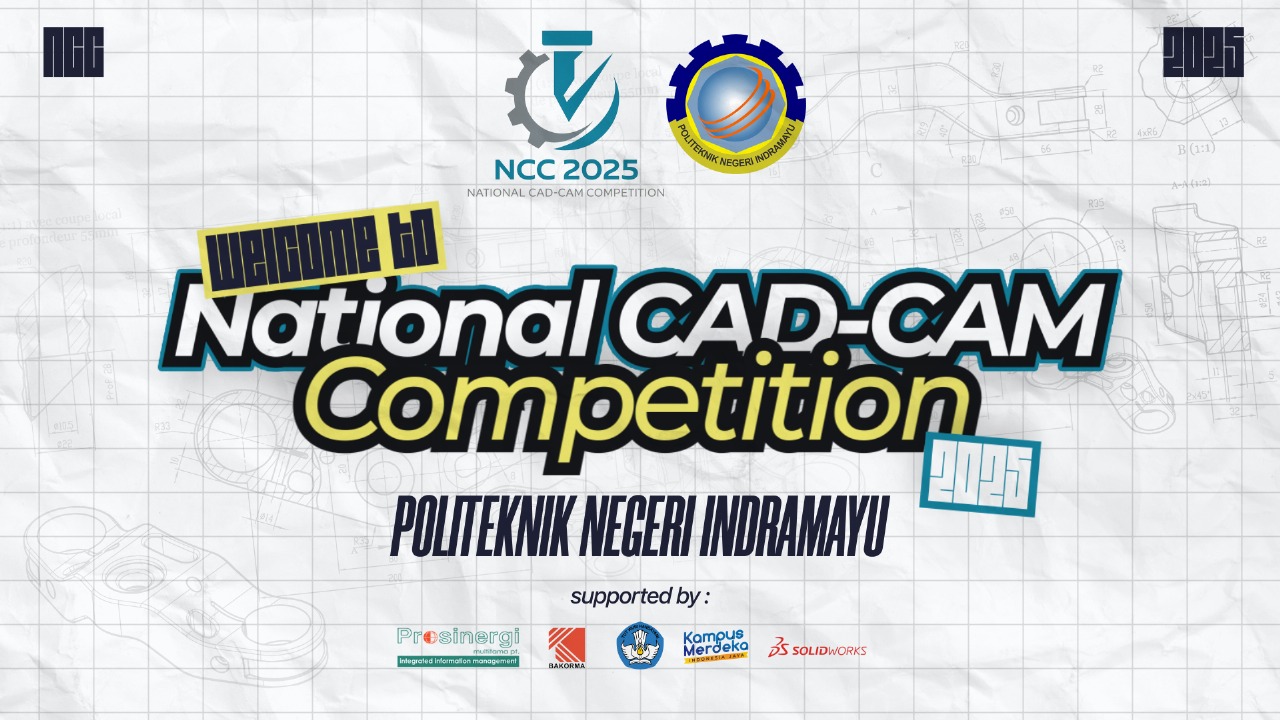 NCC
2025
NCC 2025
NATIONAL CAD-CAM COMPETITION
POLITEKNIK NEGERI INDRAMAYU
WELCOME TO
National CAD-CAM
Competition
2025
POLITEKNIK NEGERI INDRAMAYU
supported by :
Prosinergi
multitama.pt.
Integrated information management
BAKORMA
Kampus
Merdeka
INDONESIA JAYA
SOLIDWORKS